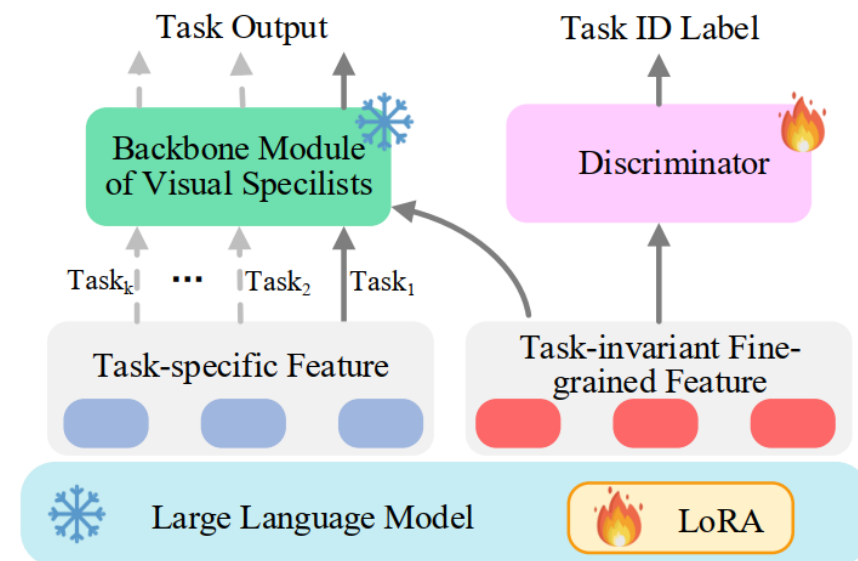 Task Output
Task ID Label
Backbone Module
of Visual Specilists
Discriminator
Taskₖ
...
Task₂
Task₁
Task-specific Feature
Task-invariant Fine-
grained Feature
Large Language Model
LoRA